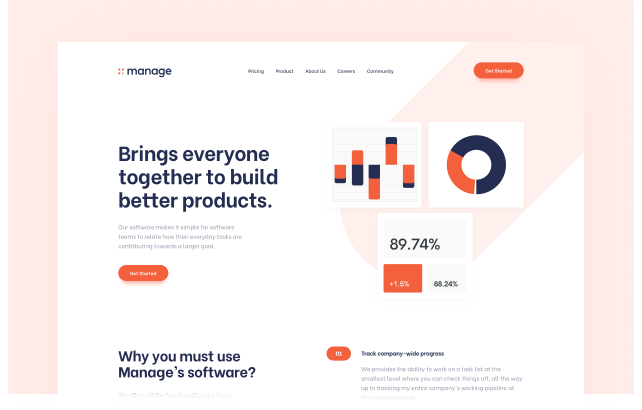 manage
Pricing Product About Us Careers Community
Get Started
Brings everyone
together to build
better products.
Our software makes it simple for software
teams to relate how their everyday tasks are
contributing towards a larger goal.
Get Started
89.74%
+1.5% 88.24%
Why you must use
Manage's software?
01 Track company-wide progress
We provides the ability to work on a task list at the
smallest level where you can check things off, all the way
up to tracking my entire company's working pipeline at